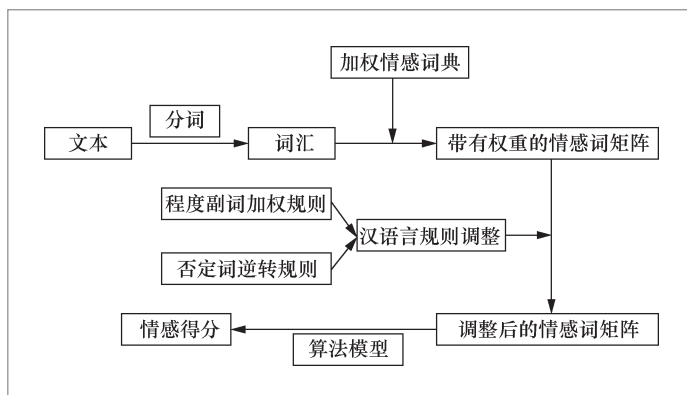 加权情感词典
分词
文本
词汇
带有权重的情感词矩阵
程度副词加权规则
汉语言规则调整
否定词逆转规则
情感得分
算法模型
调整后的情感词矩阵